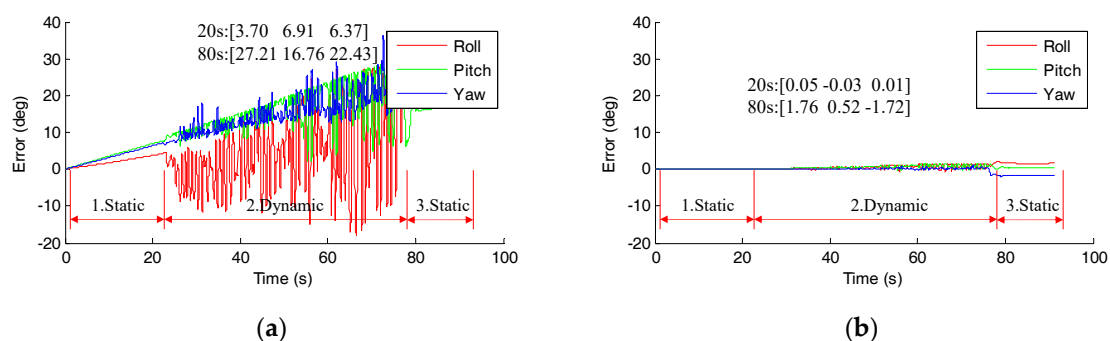 40
30
20
10
0
-10
-20
Error (deg)
20s:[3.70 6.91 6.37]
80s:[27.21 16.76 22.43]
Roll
Pitch
Yaw
1.Static
2.Dynamic
3.Static
0 20 40 60 80 100
Time (s)
(a)
40
30
20
10
0
-10
-20
Error (deg)
Roll
Pitch
Yaw
20s:[0.05 -0.03 0.01]
80s:[1.76 0.52 -1.72]
1.Static
2.Dynamic
3.Static
0 20 40 60 80 100
Time (s)
(b)